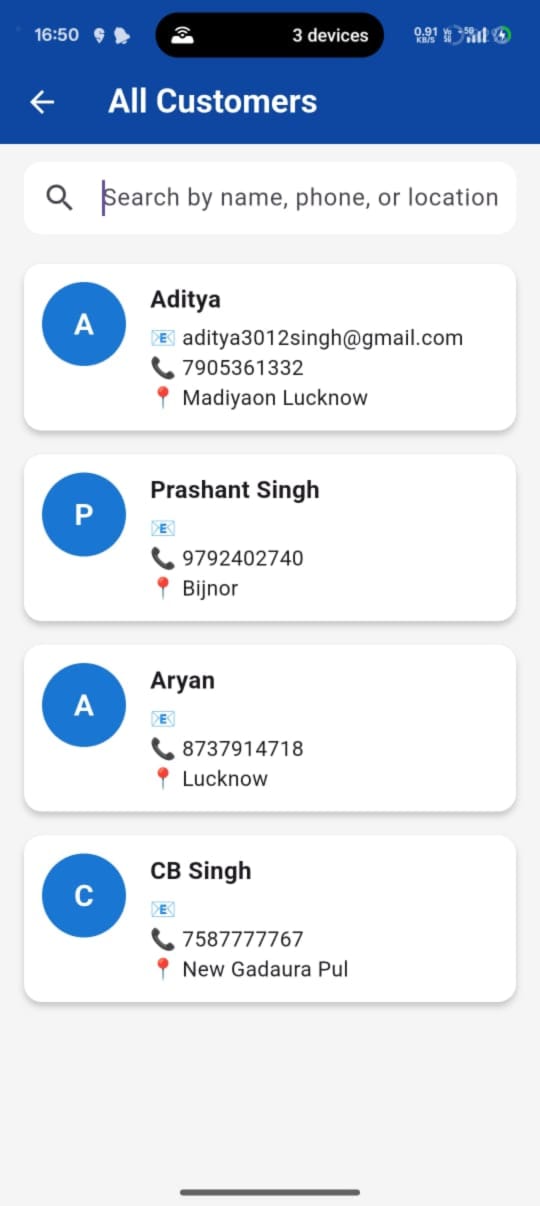 16:50
3 devices
0.91 KB/S
All Customers
Search by name, phone, or location
A
Aditya
aditya3012singh@gmail.com
7905361332
Madiyaon Lucknow
P
Prashant Singh
9792402740
Bijnor
A
Aryan
8737914718
Lucknow
C
CB Singh
7587777767
New Gadaura Pul